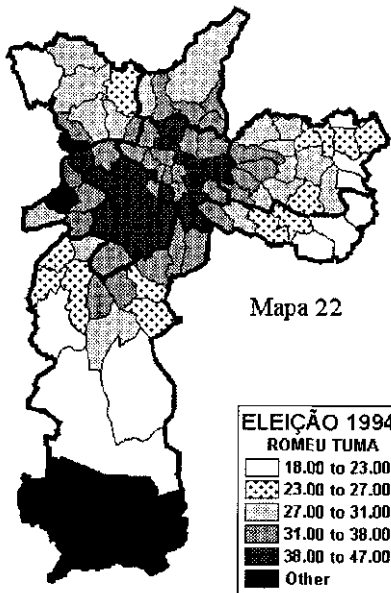 Mapa 22
ELEIÇÃO 1994
ROMEU TUMA
18.00 to 23.00
23.00 to 27.00
27.00 to 31.00
31.00 to 38.00
38.00 to 47.00
Other